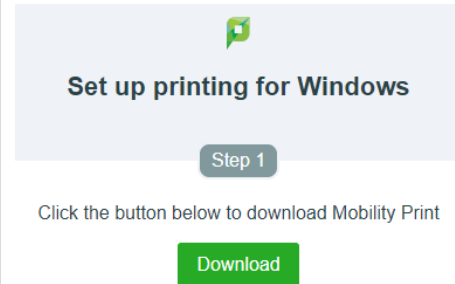 Set up printing for Windows
Step 1
Click the button below to download Mobility Print
Download